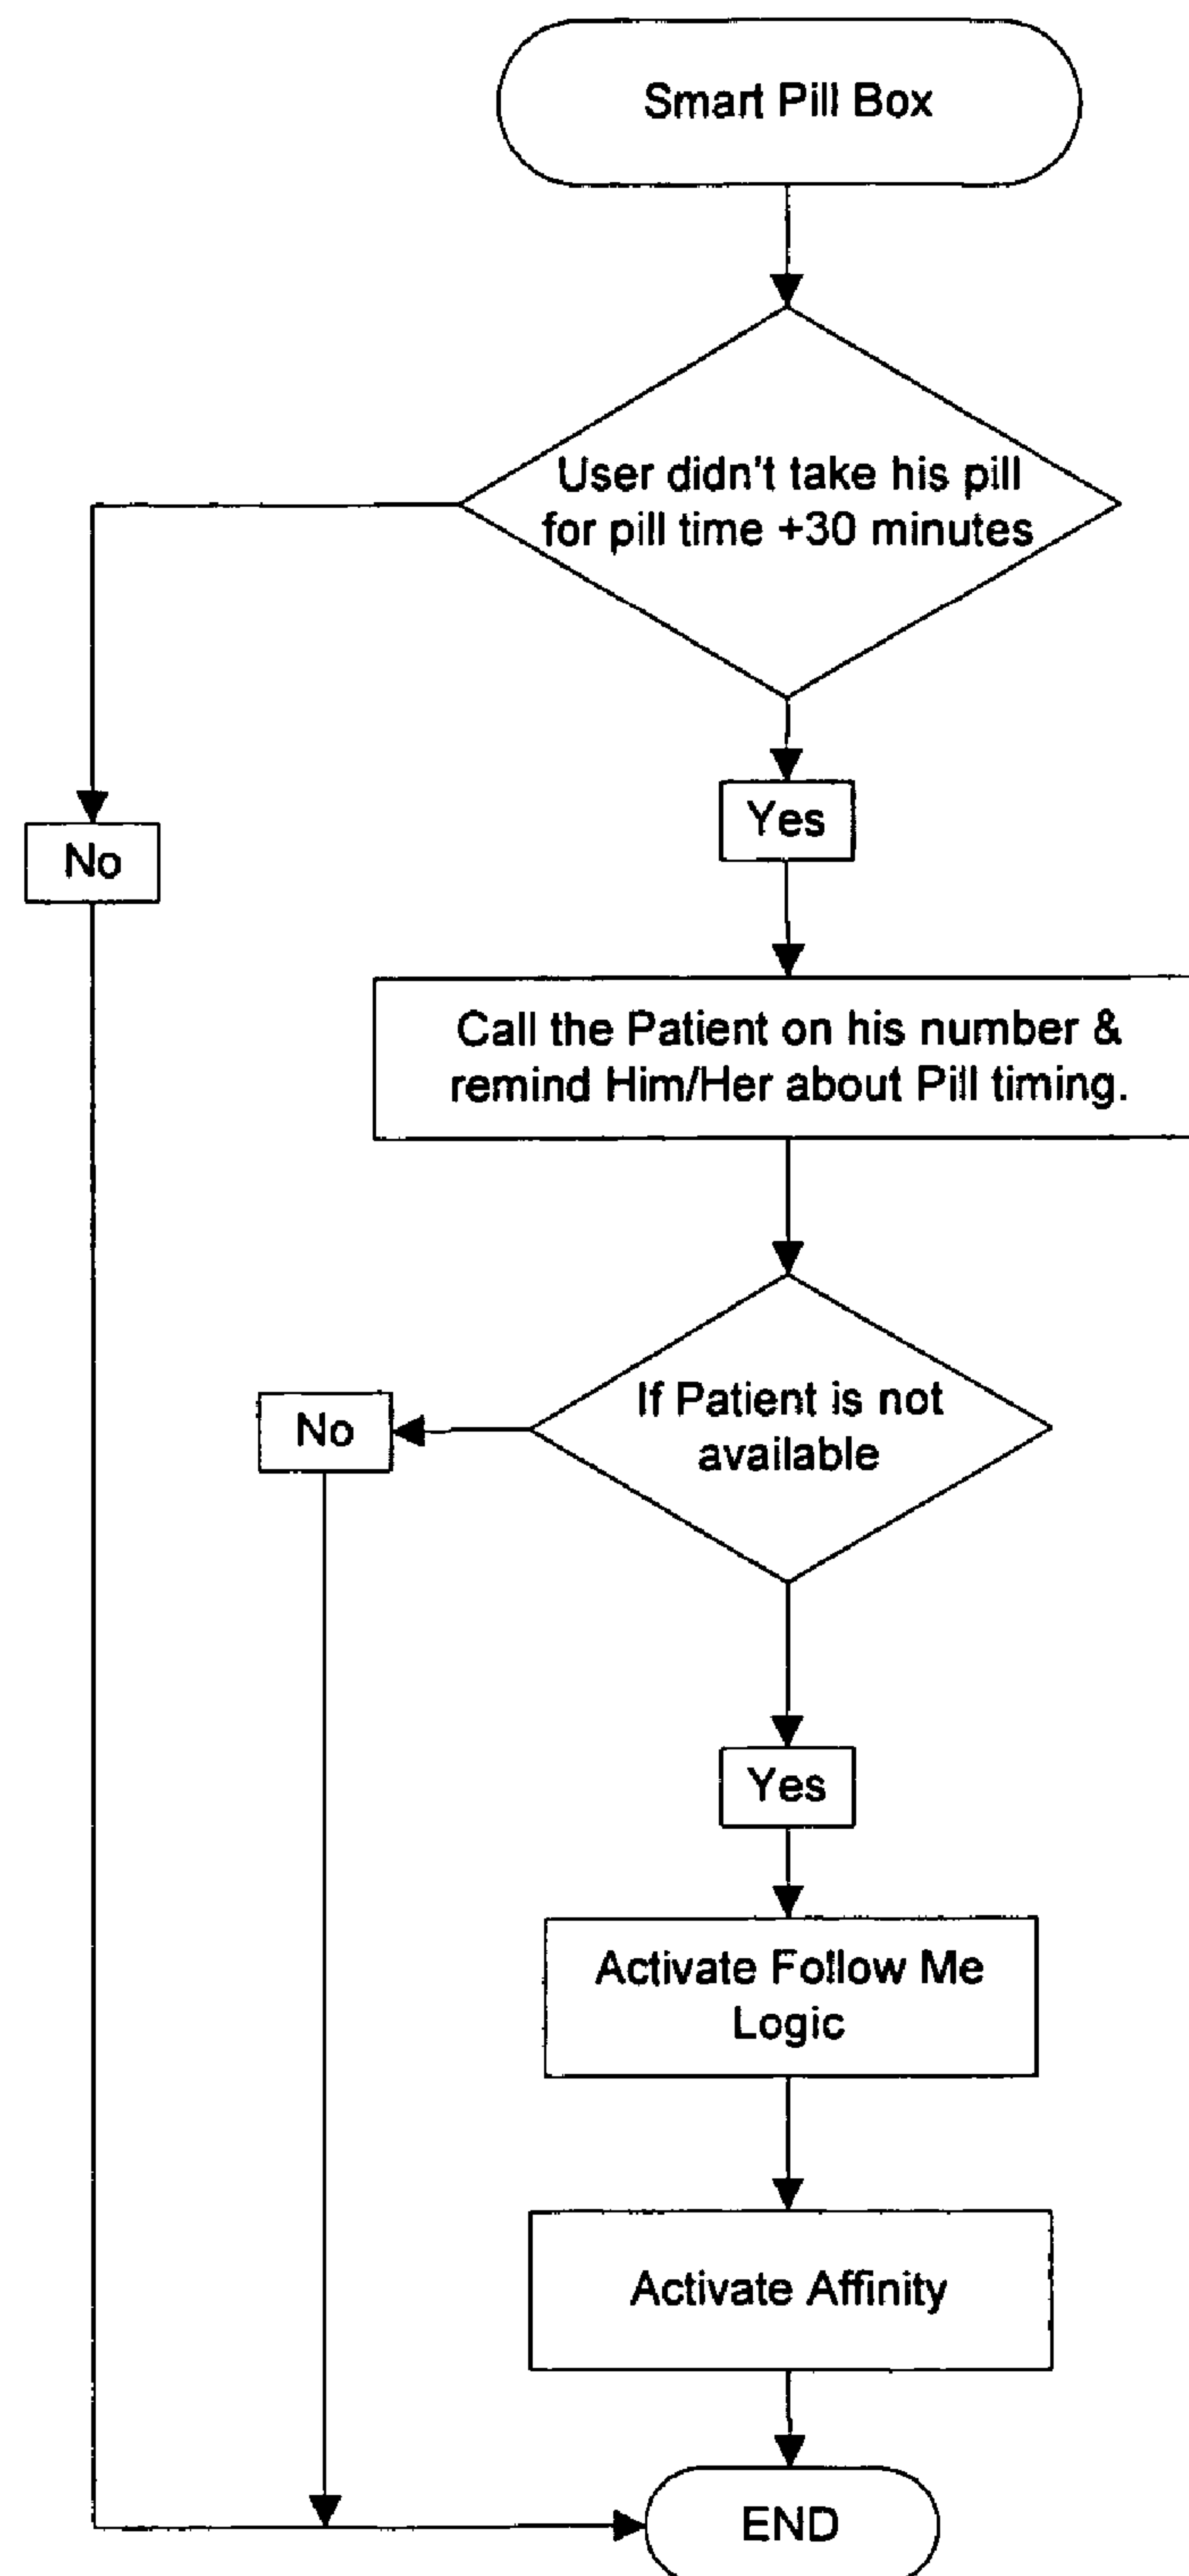 Smart Pill Box
User didn't take his pill
for pill time +30 minutes
Yes
No
Call the Patient on his number &
remind Him/Her about Pill timing.
If Patient is not
available
No
Yes
Activate Follow Me
Logic
Activate Affinity
END